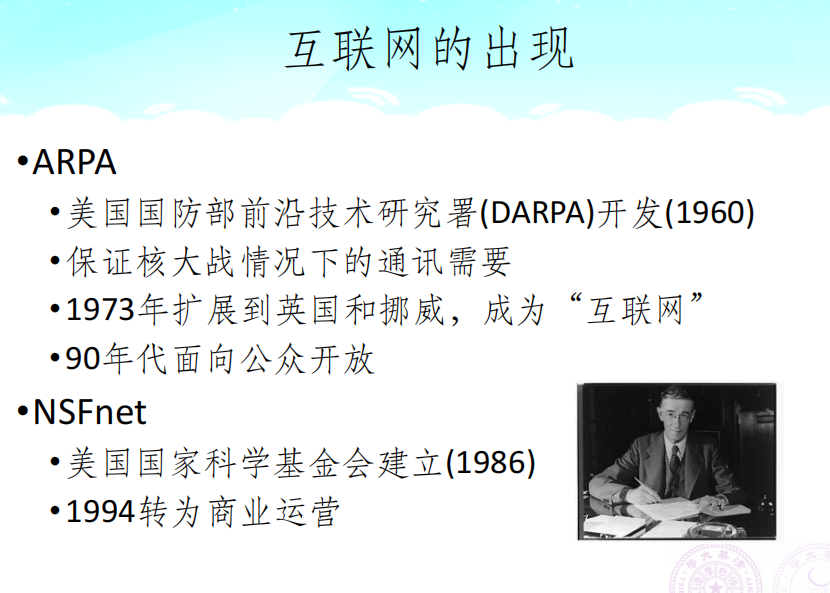 互联网的出现
•ARPA
•美国国防部前沿技术研究署(DARPA)开发(1960)
•保证核大战情况下的通讯需要
•1973年扩展到英国和挪威，成为“互联网”
•90年代面向公众开放
•NSFnet
•美国国家科学基金会建立(1986)
•1994转为商业运营